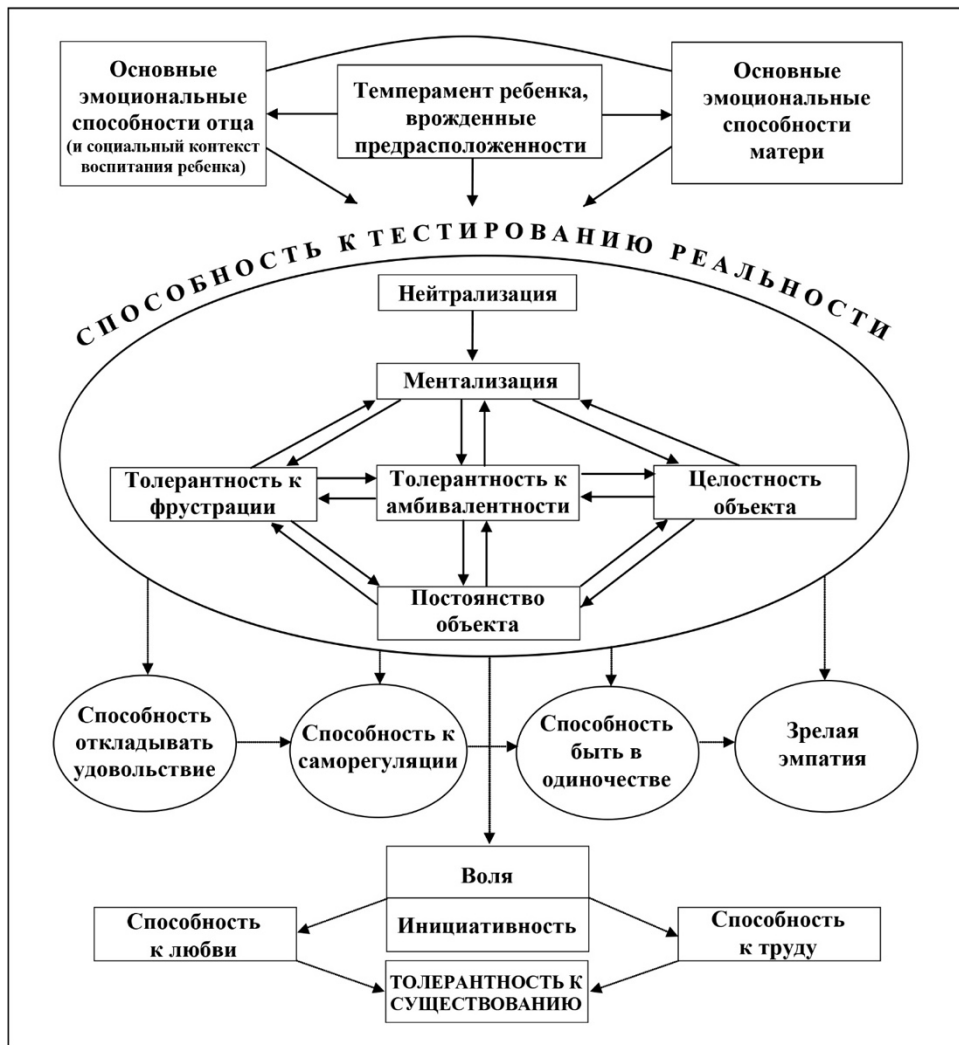 Основные
эмоциональные
способности отца
(и социальный контекст
воспитания ребенка)
Темперамент ребенка,
врожденные
предрасположенности
Основные
эмоциональные
способности
матери
СПОСОБНОСТЬ К ТЕСТИРОВАНИЮ РЕАЛЬНОСТИ
Нейтрализация
Ментализация
Толерантность к
фрустрации
Толерантность к
амбивалентности
Целостность
объекта
Постоянство
объекта
Способность
откладывать
удовольствие
Способность к
саморегуляции
Способность
быть в
одиночестве
Зрелая
эмпатия
Воля
Инициативность
Способность
к любви
Способность
к труду
ТОЛЕРАНТНОСТЬ К
СУЩЕСТВОВАНИЮ